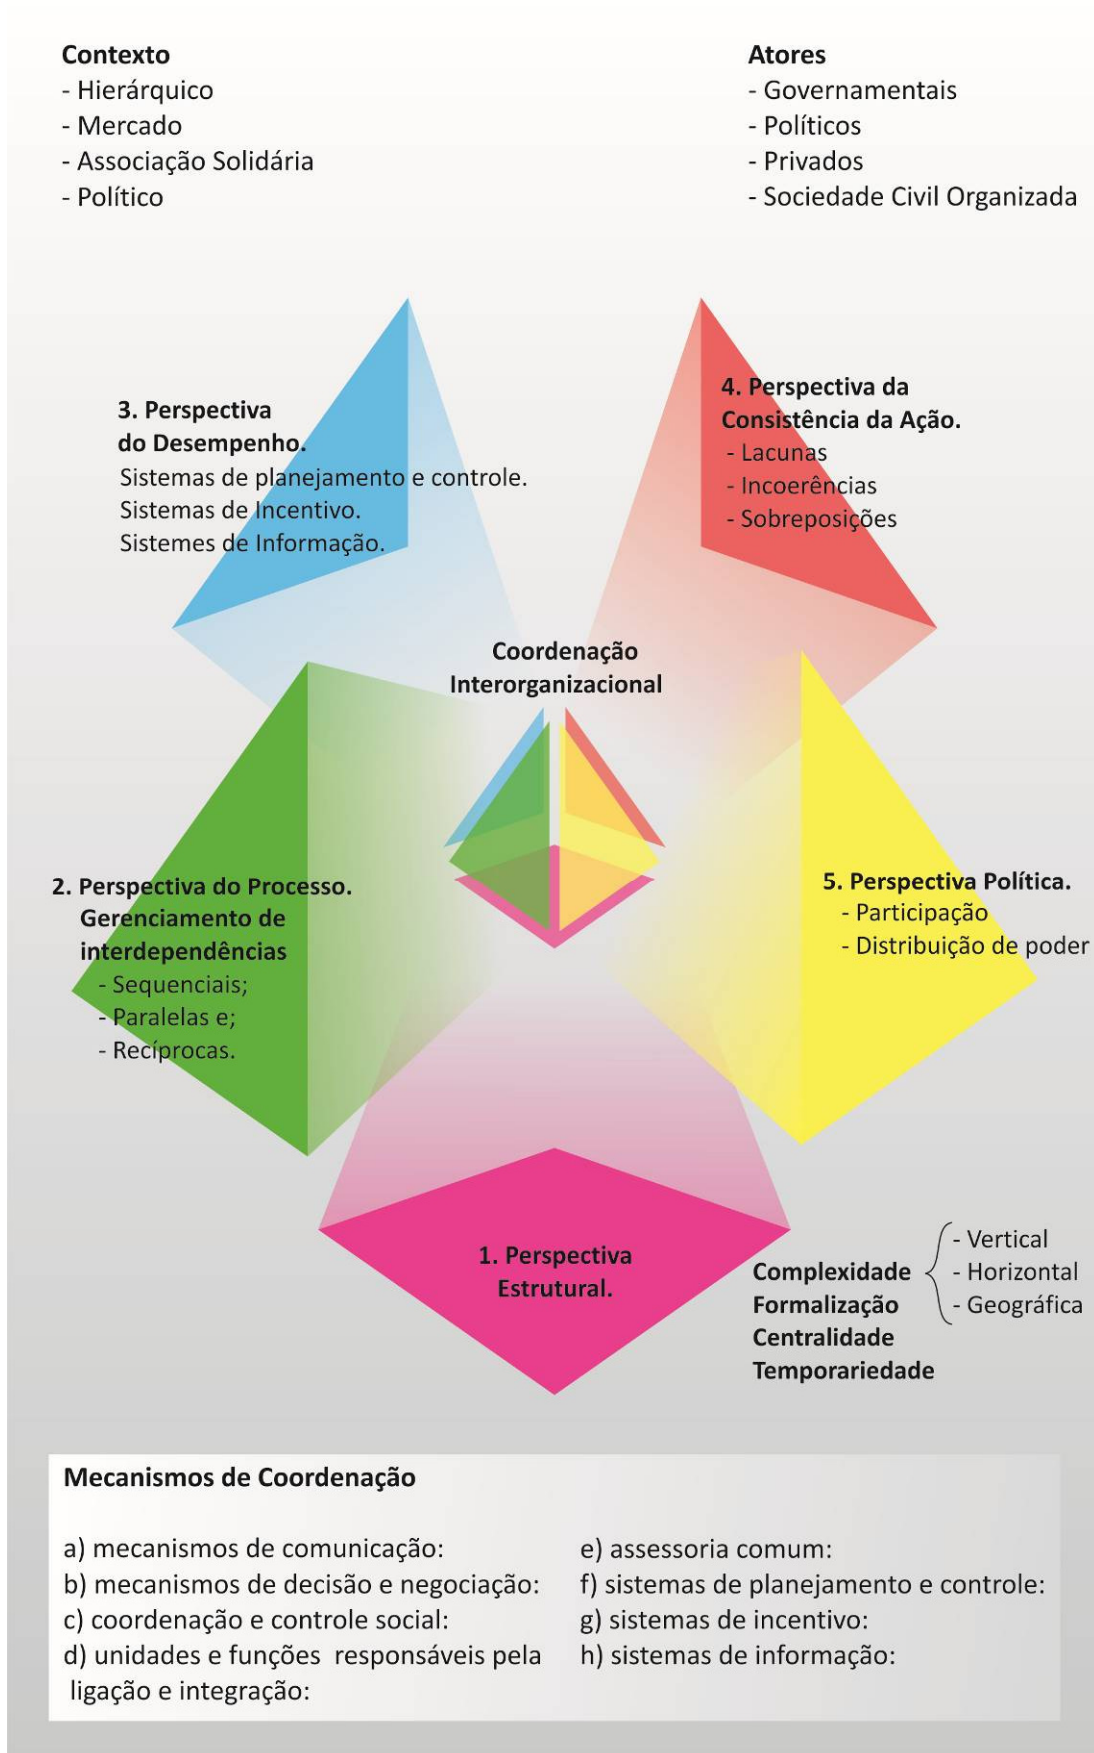 Contexto
- Hierárquico
- Mercado
- Associação Solidária
- Político
Atores
- Governamentais
- Políticos
- Privados
- Sociedade Civil Organizada
3. Perspectiva
do Desempenho.
Sistemas de planejamento e controle.
Sistemas de Incentivo.
Sistemes de Informação.
4. Perspectiva da
Consistência da Ação.
- Lacunas
- Incoerências
- Sobreposições
Coordenação
Interorganizacional
2. Perspectiva do Processo.
Gerenciamento de
interdependências
- Sequenciais;
- Paralelas e;
- Recíprocas.
5. Perspectiva Política.
- Participação
- Distribuição de poder
1. Perspectiva
Estrutural.
Complexidade
Formalização
Centralidade
Temporariedade
- Vertical
- Horizontal
- Geográfica
Mecanismos de Coordenação
a) mecanismos de comunicação:
b) mecanismos de decisão e negociação:
c) coordenação e controle social:
d) unidades e funções responsáveis pela
ligação e integração:
e) assessoria comum:
f) sistemas de planejamento e controle:
g) sistemas de incentivo:
h) sistemas de informação: